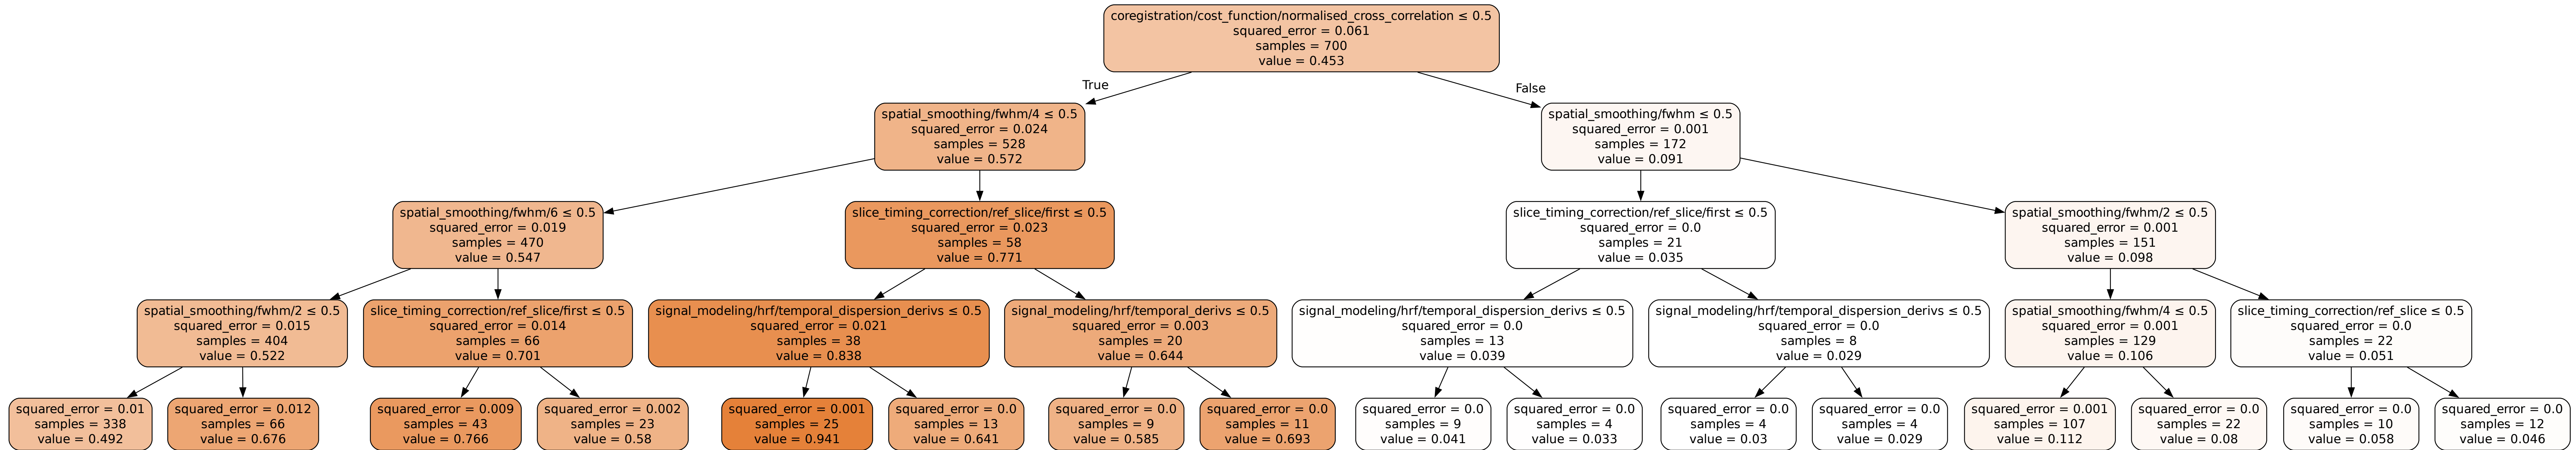 coregistration/cost_function/normalised_cross_correlation ≤ 0.5
squared_error = 0.061
samples = 700
value = 0.453
True
False
spatial_smoothing/fwhm/4 ≤ 0.5
squared_error = 0.024
samples = 528
value = 0.572
spatial_smoothing/fwhm ≤ 0.5
squared_error = 0.001
samples = 172
value = 0.091
spatial_smoothing/fwhm/6 ≤ 0.5
squared_error = 0.019
samples = 470
value = 0.547
slice_timing_correction/ref_slice/first ≤ 0.5
squared_error = 0.023
samples = 58
value = 0.771
slice_timing_correction/ref_slice/first ≤ 0.5
squared_error = 0.0
samples = 21
value = 0.035
spatial_smoothing/fwhm/2 ≤ 0.5
squared_error = 0.001
samples = 151
value = 0.098
spatial_smoothing/fwhm/2 ≤ 0.5
squared_error = 0.015
samples = 404
value = 0.522
slice_timing_correction/ref_slice/first ≤ 0.5
squared_error = 0.014
samples = 66
value = 0.701
signal_modeling/hrf/temporal_dispersion_derivs ≤ 0.5
squared_error = 0.021
samples = 38
value = 0.838
signal_modeling/hrf/temporal_derivs ≤ 0.5
squared_error = 0.003
samples = 20
value = 0.644
signal_modeling/hrf/temporal_dispersion_derivs ≤ 0.5
squared_error = 0.0
samples = 13
value = 0.039
signal_modeling/hrf/temporal_dispersion_derivs ≤ 0.5
squared_error = 0.0
samples = 8
value = 0.029
spatial_smoothing/fwhm/4 ≤ 0.5
squared_error = 0.001
samples = 129
value = 0.106
slice_timing_correction/ref_slice ≤ 0.5
squared_error = 0.0
samples = 22
value = 0.051
squared_error = 0.01
samples = 338
value = 0.492
squared_error = 0.012
samples = 66
value = 0.676
squared_error = 0.009
samples = 43
value = 0.766
squared_error = 0.002
samples = 23
value = 0.58
squared_error = 0.001
samples = 25
value = 0.941
squared_error = 0.0
samples = 13
value = 0.641
squared_error = 0.0
samples = 9
value = 0.585
squared_error = 0.0
samples = 11
value = 0.693
squared_error = 0.0
samples = 9
value = 0.041
squared_error = 0.0
samples = 4
value = 0.033
squared_error = 0.0
samples = 4
value = 0.03
squared_error = 0.0
samples = 4
value = 0.029
squared_error = 0.001
samples = 107
value = 0.112
squared_error = 0.0
samples = 22
value = 0.08
squared_error = 0.0
samples = 10
value = 0.058
squared_error = 0.0
samples = 12
value = 0.046